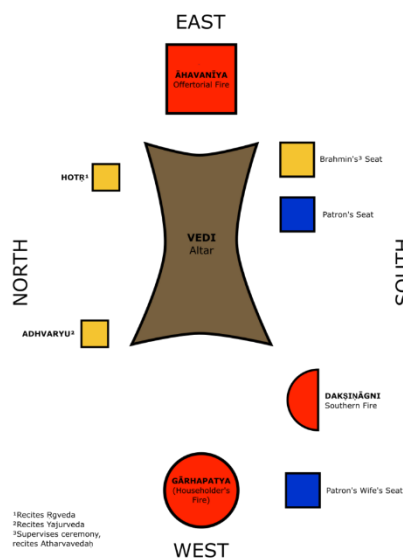 EAST
ĀHAVANĪYA
Offertorial Fire
HOTṚ¹
Brahmin's³ Seat
Patron's Seat
VEDI
Altar
NORTH
SOUTH
ADHVARYU²
DAKṢIṆĀGNI
Southern Fire
GĀRHAPATYA
(Householder's
Fire)
Patron's Wife's Seat
¹Recites Ṛgveda
²Recites Yajurveda
³Supervises ceremony,
recites Atharvavedaḥ
WEST